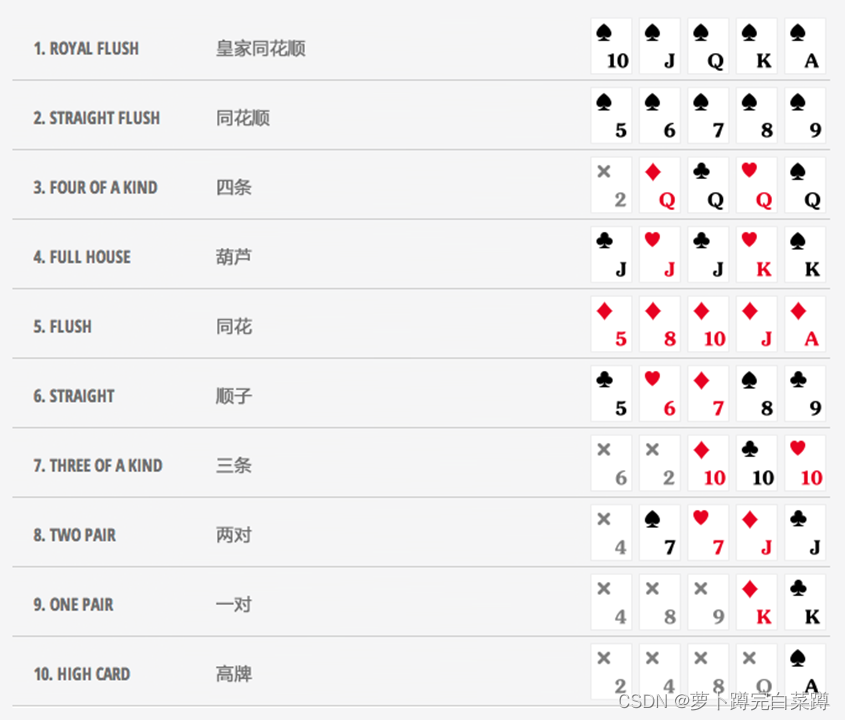 1. ROYAL FLUSH 皇家同花顺 10 J Q K A
2. STRAIGHT FLUSH 同花顺 5 6 7 8 9
3. FOUR OF A KIND 四条 2 Q Q Q Q
4. FULL HOUSE 葫芦 J J J K K
5. FLUSH 同花 5 8 10 J A
6. STRAIGHT 顺子 5 6 7 8 9
7. THREE OF A KIND 三条 6 2 10 10 10
8. TWO PAIR 两对 4 7 7 J J
9. ONE PAIR 一对 4 8 9 K K
10. HIGH CARD 高牌 2 4 8 Q A
CSDN @萝卜蹲完白菜蹲